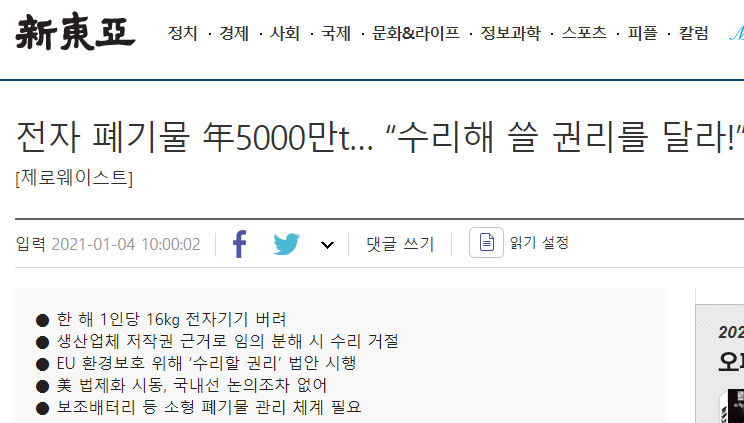 新東亞
정치 · 경제 · 사회 · 국제 · 문화&라이프 · 정보과학 · 스포츠 · 피플 · 칼럼
전자 폐기물 年5000만t… “수리해 쓸 권리를 달라!”
[제로웨이스트]
입력 2021-01-04 10:00:02 댓글 쓰기 읽기 설정
● 한 해 1인당 16kg 전자기기 버려
● 생산업체 저작권 근거로 임의 분해 시 수리 거절
● EU 환경보호 위해 ‘수리할 권리’ 법안 시행
● 美 법제화 시동, 국내선 논의조차 없어
● 보조배터리 등 소형 폐기물 관리 체계 필요
202